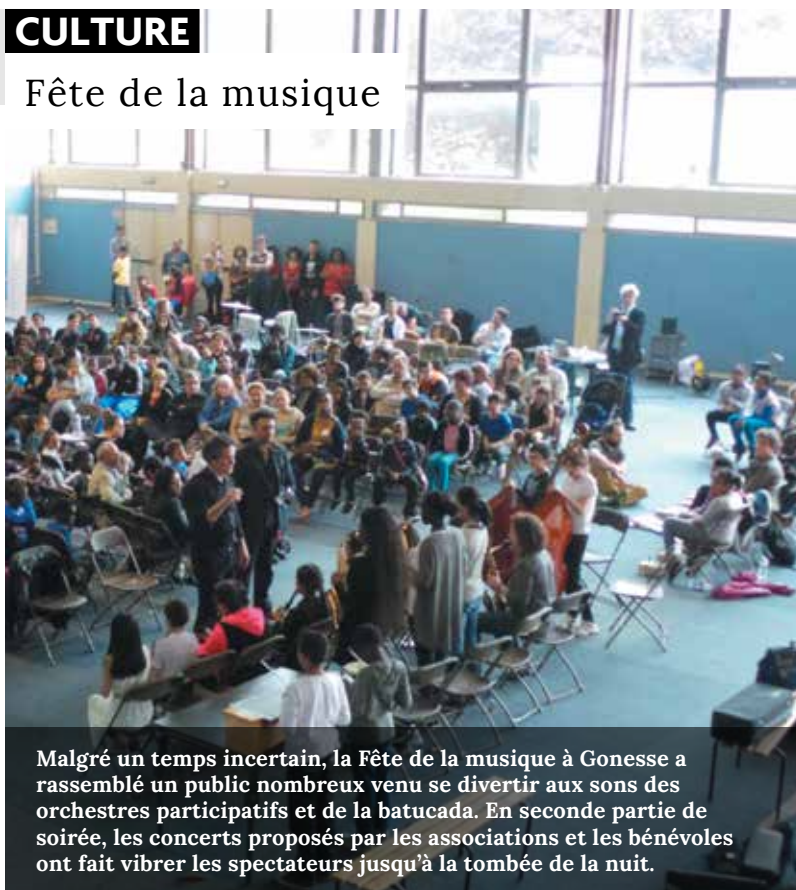 CULTURE
Fête de la musique
Malgré un temps incertain, la Fête de la musique à Gonesse a
rassemblé un public nombreux venu se divertir aux sons des
orchestres participatifs et de la batucada. En seconde partie de
soirée, les concerts proposés par les associations et les bénévoles
ont fait vibrer les spectateurs jusqu’à la tombée de la nuit.